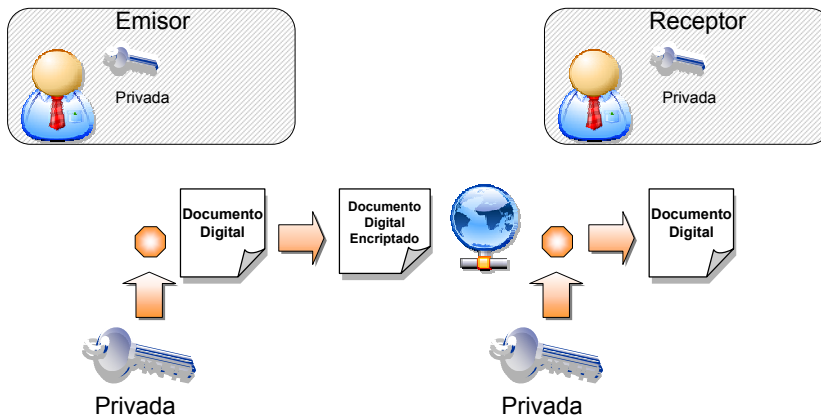 Emisor
Privada
Receptor
Privada
Documento
Digital
Documento
Digital
Encriptado
Documento
Digital
Privada
Privada